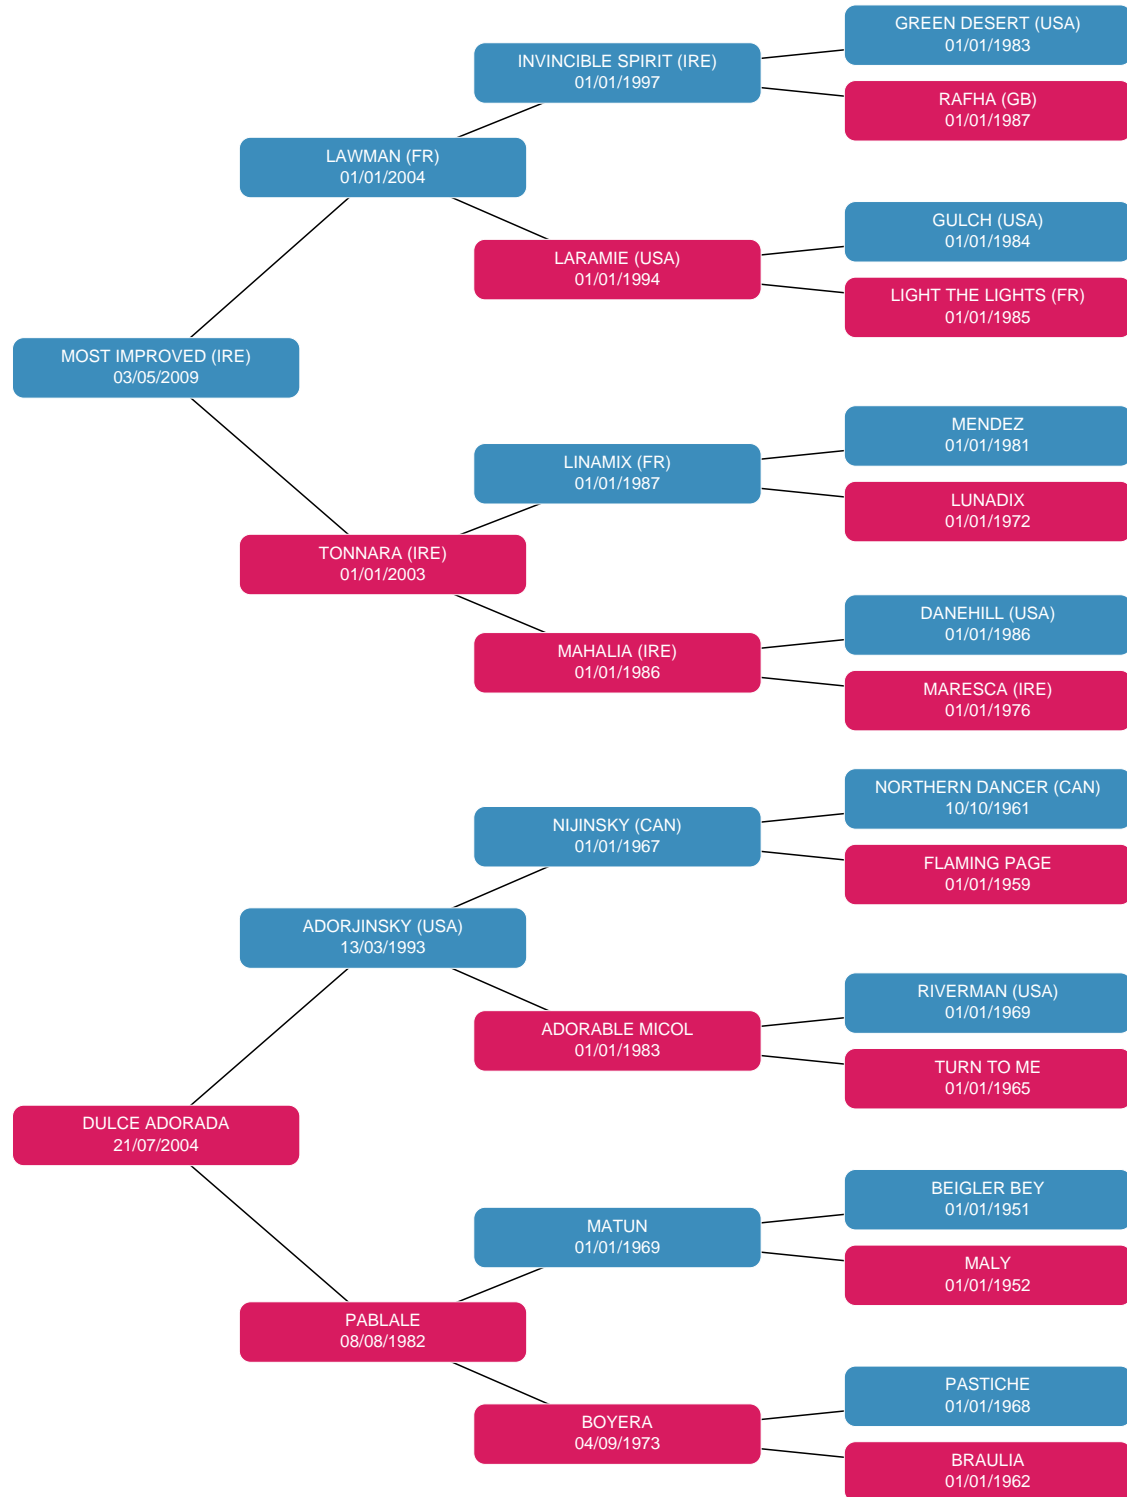 GREEN DESERT (USA)
01/01/1983
INVINCIBLE SPIRIT (IRE)
01/01/1997
RAFHA (GB)
01/01/1987
LAWMAN (FR)
01/01/2004
GULCH (USA)
01/01/1984
LARAMIE (USA)
01/01/1994
LIGHT THE LIGHTS (FR)
01/01/1985
MOST IMPROVED (IRE)
03/05/2009
MENDEZ
01/01/1981
LINAMIX (FR)
01/01/1987
LUNADIX
01/01/1972
TONNARA (IRE)
01/01/2003
DANEHILL (USA)
01/01/1986
MAHALIA (IRE)
01/01/1986
MARESCA (IRE)
01/01/1976
NORTHERN DANCER (CAN)
10/10/1961
NIJINSKY (CAN)
01/01/1967
FLAMING PAGE
01/01/1959
ADORJINSKY (USA)
13/03/1993
RIVERMAN (USA)
01/01/1969
ADORABLE MICOL
01/01/1983
TURN TO ME
01/01/1965
DULCE ADORADA
21/07/2004
BEIGLER BEY
01/01/1951
MATUN
01/01/1969
MALY
01/01/1952
PABLALE
08/08/1982
PASTICHE
01/01/1968
BOYERA
04/09/1973
BRAULIA
01/01/1962